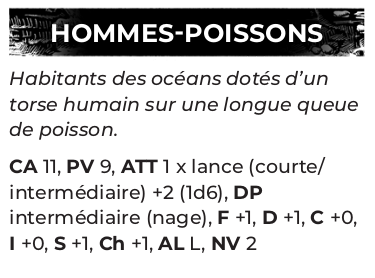 HOMMES-POISSONS
Habitants des océans dotés d’un
torse humain sur une longue queue
de poisson.
CA 11, PV 9, ATT 1 x lance (courte/
intermédiaire) +2 (1d6), DP
intermédiaire (nage), F +1, D +1, C +0,
I +0, S +1, Ch +1, AL L, NV 2